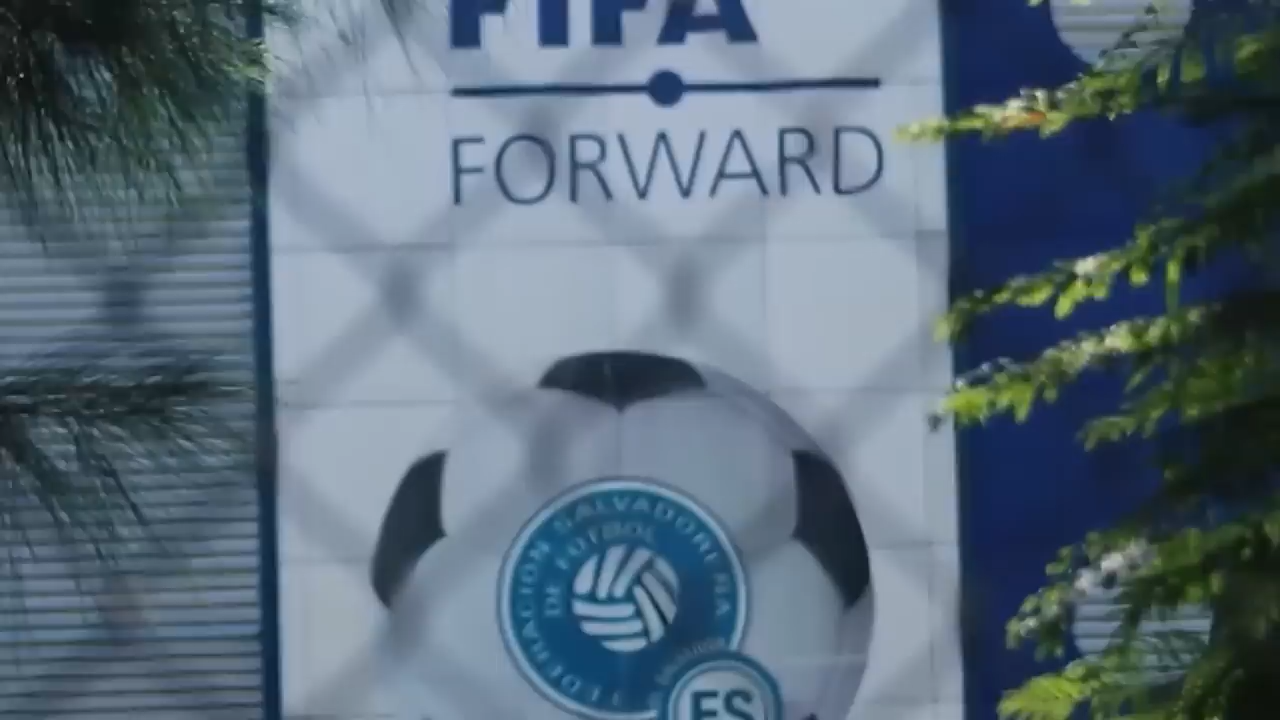 FIFA
FORWARD
FEDERACION SALVADOREÑA
DE FUTBOL
ES